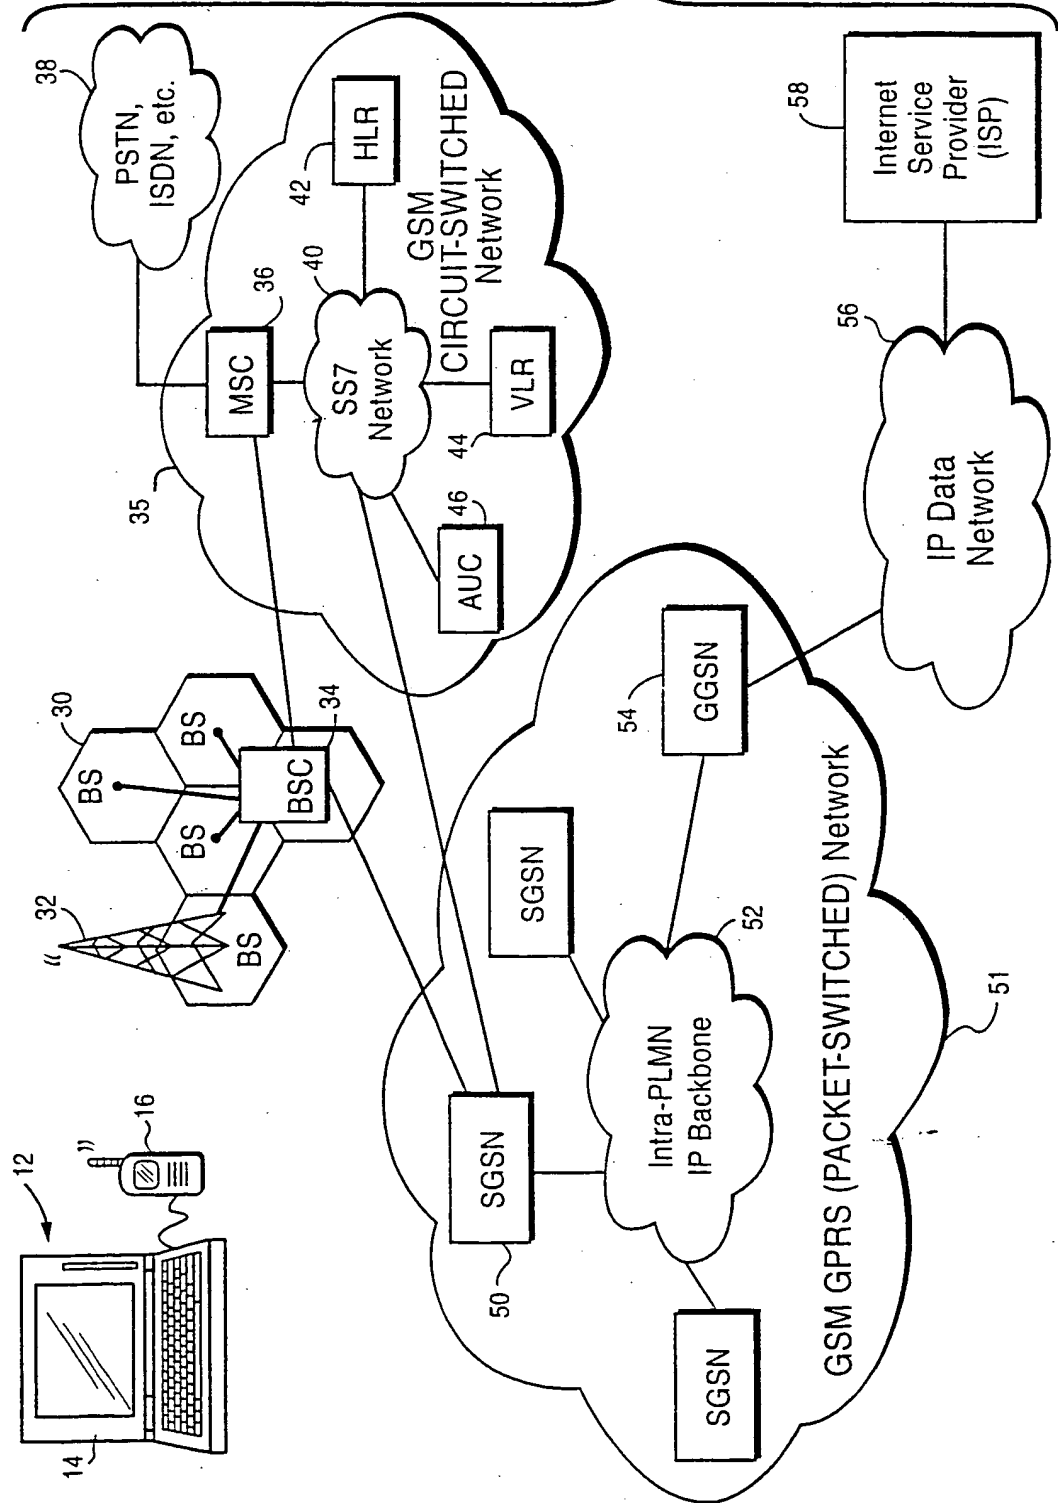 12
14
16
32
BS
BS
BS
BS
30
BSC
34
38
PSTN,
ISDN, etc.
35
MSC
36
SS7
Network
40
HLR
42
VLR
44
AUC
46
GSM
CIRCUIT-SWITCHED
Network
SGSN
50
SGSN
SGSN
Intra-PLMN
IP Backbone
52
GGSN
54
GSM GPRS (PACKET-SWITCHED) Network
51
IP Data
Network
56
Internet
Service
Provider
(ISP)
58